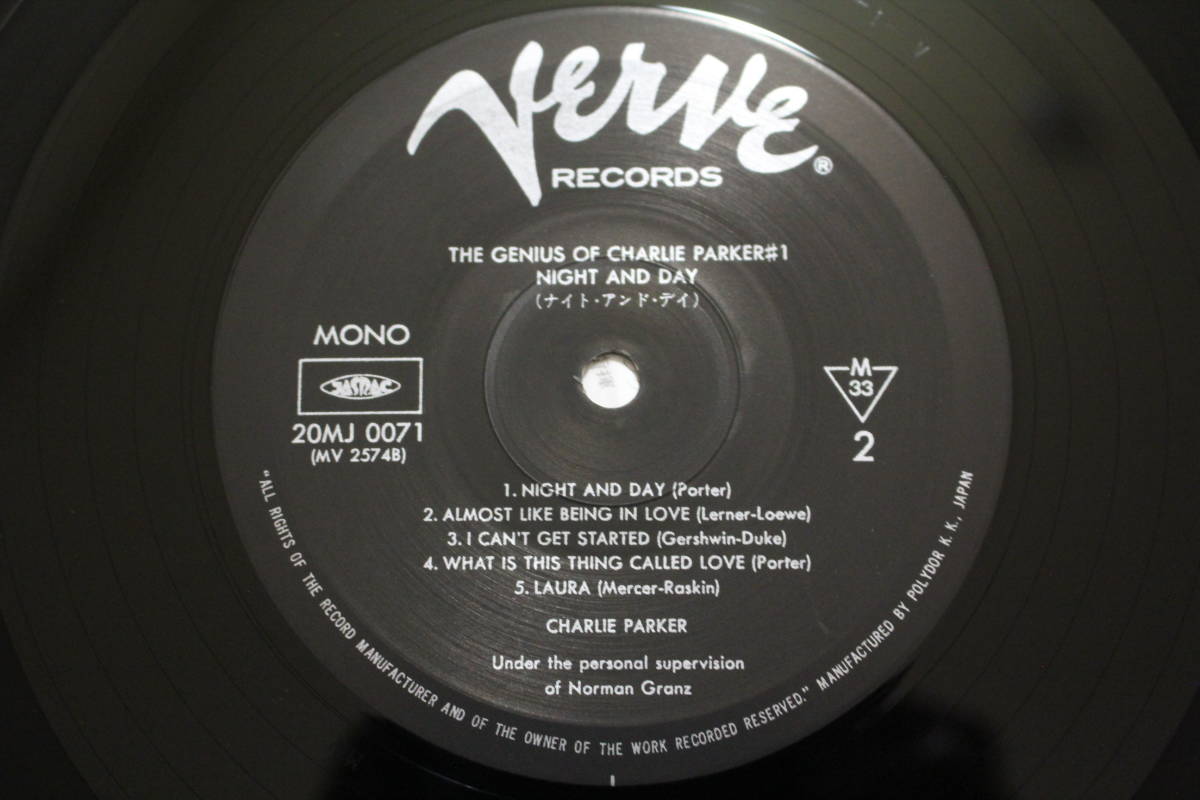 Verve®
RECORDS
THE GENIUS OF CHARLIE PARKER#1
NIGHT AND DAY
(ナイト・アンド・デイ)
MONO
JASRAC
20MJ 0071
(MV 2574B)
M
33
2
1. NIGHT AND DAY (Porter)
2. ALMOST LIKE BEING IN LOVE (Lerner-Loewe)
3. I CAN'T GET STARTED (Gershwin-Duke)
4. WHAT IS THIS THING CALLED LOVE (Porter)
5. LAURA (Mercer-Raskin)
CHARLIE PARKER
Under the personal supervision
of Norman Granz
"ALL RIGHTS OF THE RECORD MANUFACTURER AND OF THE OWNER OF THE WORK RECORDED RESERVED." MANUFACTURED BY POLYDOR K.K., JAPAN